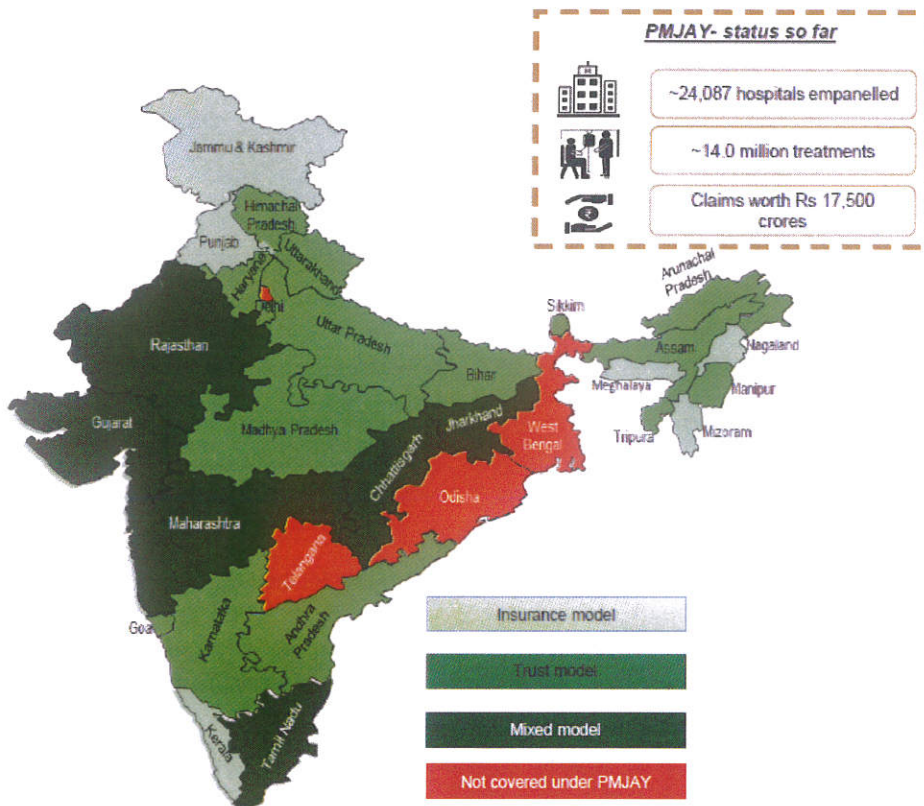 PMJAY- status so far
~24,087 hospitals empanelled
~14.0 million treatments
Claims worth Rs 17,500
crores
Jammu & Kashmir
Himachal
Pradesh
Punjab
Uttarakhand
Haryana
Delhi
Arunachal
Pradesh
Sikkim
Uttar Pradesh
Rajasthan
Assam
Nagaland
Bihar
Meghalaya
Manipur
Gujarat
Madhya Pradesh
Jharkhand
West
Bengal
Tripura
Mizoram
Chhattisgarh
Odisha
Maharashtra
Telangana
Goa
Karnataka
Andhra
Pradesh
Kerala
Tamil Nadu
Insurance model
Trust model
Mixed model
Not covered under PMJAY